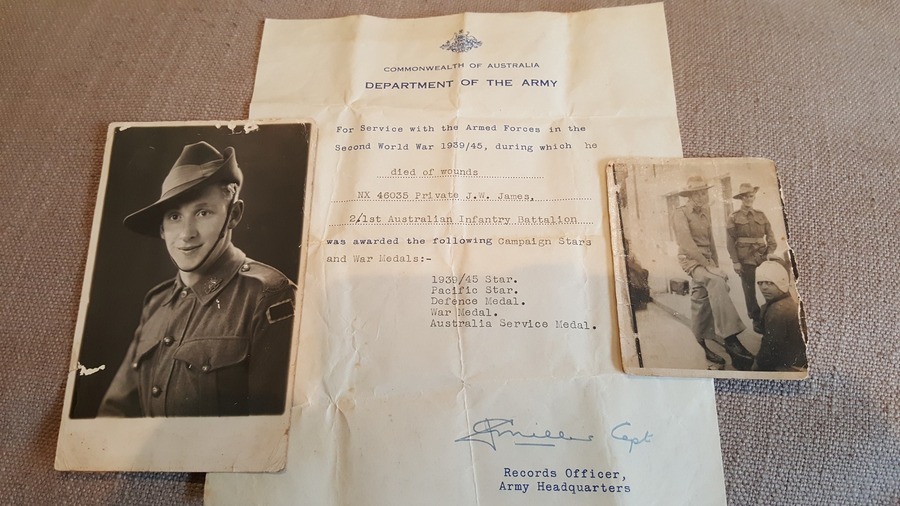 COMMONWEALTH OF AUSTRALIA
DEPARTMENT OF THE ARMY
For Service with the Armed Forces in the
Second World War 1939/45, during which he
died of wounds
NX 46035 Private J.W. James,
2/1st Australian Infantry Battalion
was awarded the following Campaign Stars
and War Medals:-
1939/45 Star.
Pacific Star.
Defence Medal.
War Medal.
Australia Service Medal.
Miller Capt
Records Officer,
Army Headquarters